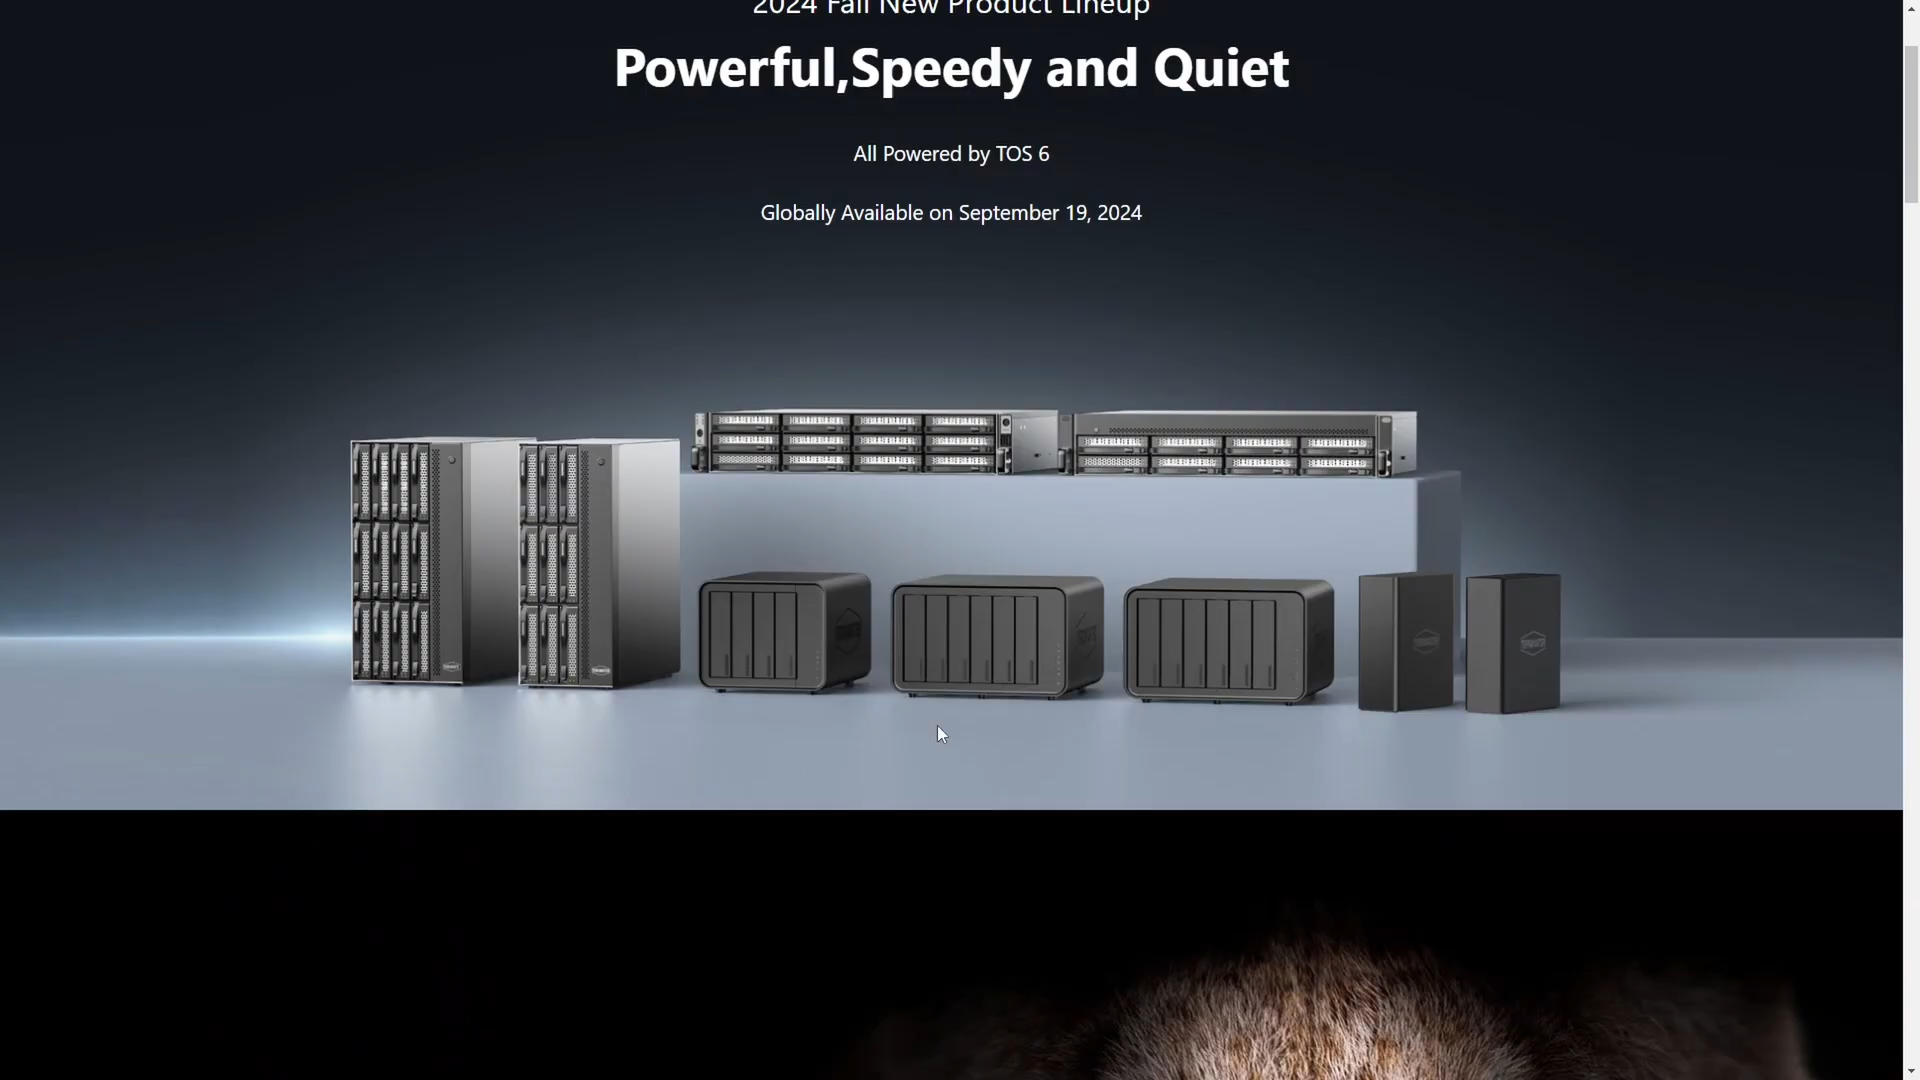 2024 Fall New Product Lineup
Powerful,Speedy and Quiet
All Powered by TOS 6
Globally Available on September 19, 2024